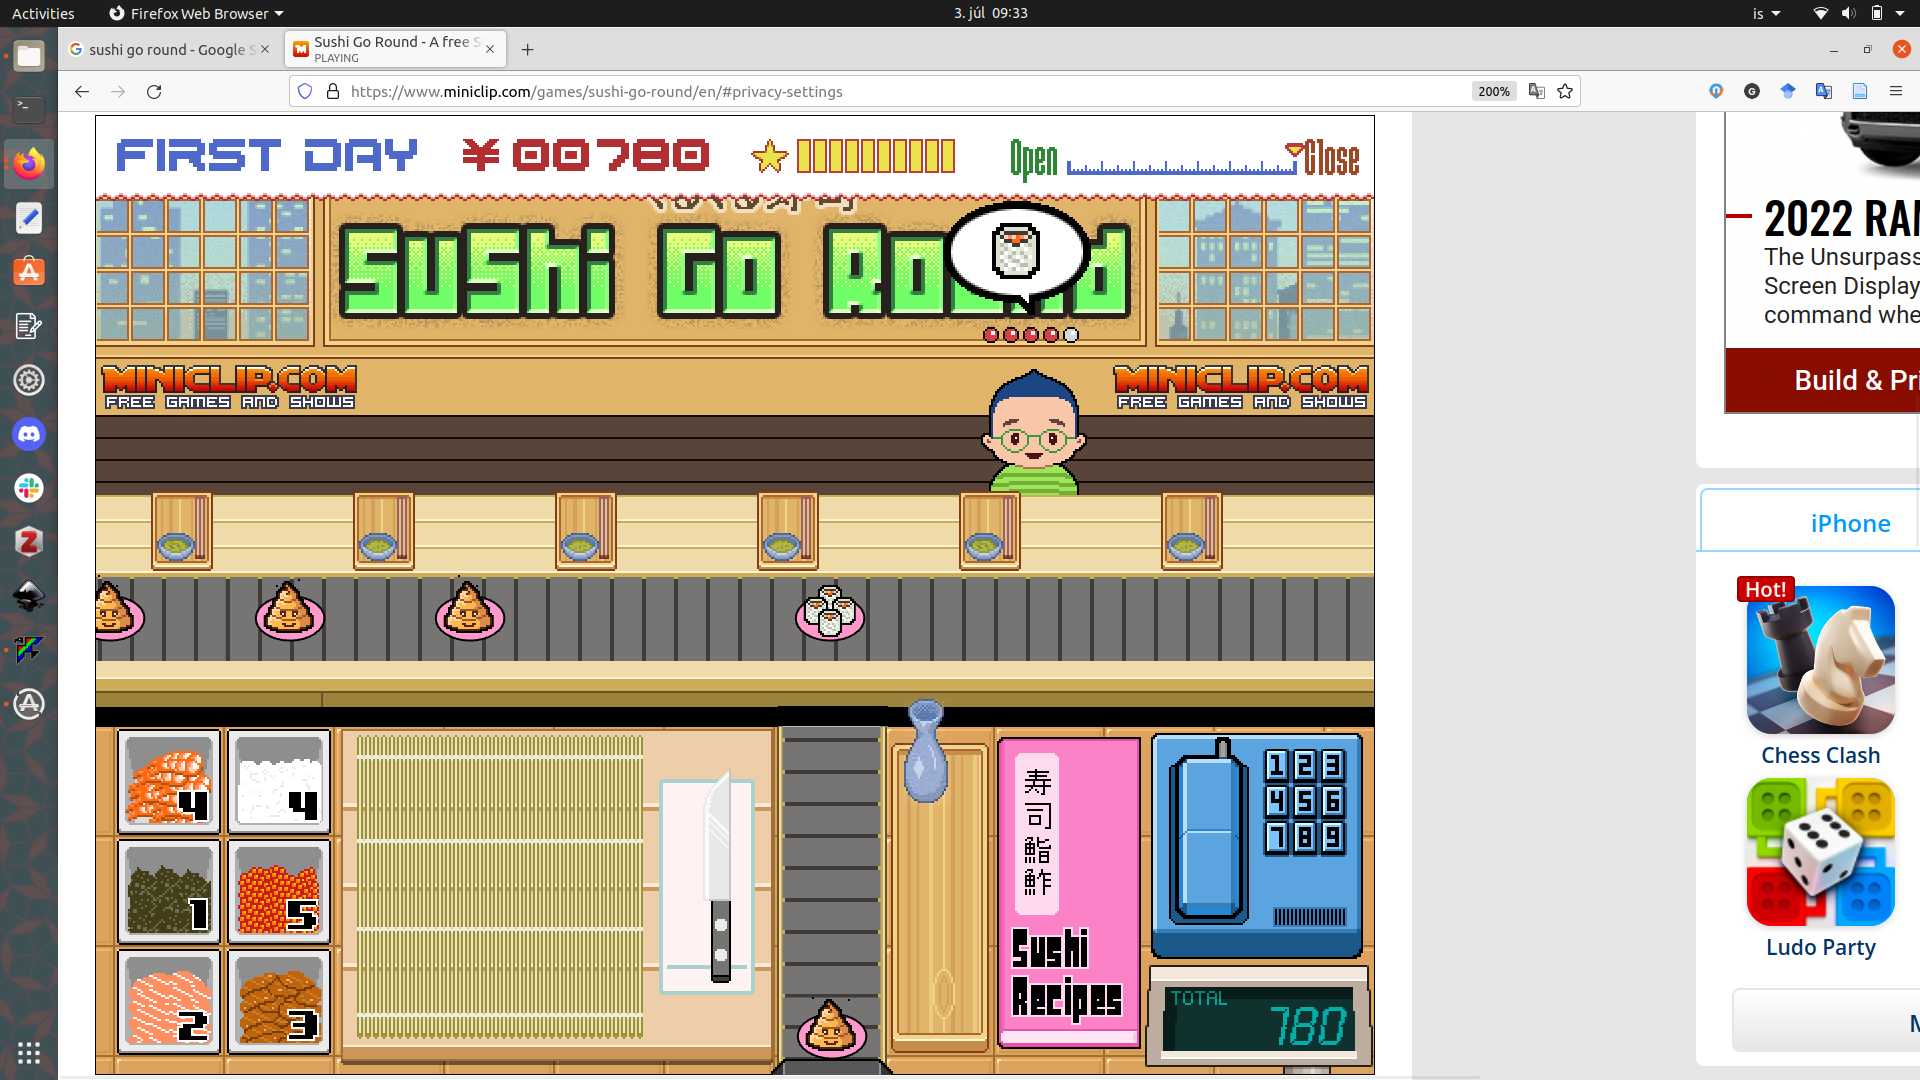 Activities
Firefox Web Browser
3. júl 09:33
is
sushi go round - Google S
Sushi Go Round - A free S
PLAYING
https://www.miniclip.com/games/sushi-go-round/en/#privacy-settings
200%
FIRST DAY
¥ 00780
Open
Close
Sushi Go Round
MINICLIP.COM
FREE GAMES AND SHOWS
MINICLIP.COM
FREE GAMES AND SHOWS
4
4
1
5
2
3
寿
司
鮨
鮓
Sushi
Recipes
1 2 3
4 5 6
7 8 9
TOTAL
780
2022 RA
The Unsurpass
Screen Display
command whe
Build & Pri
iPhone
Hot!
Chess Clash
Ludo Party